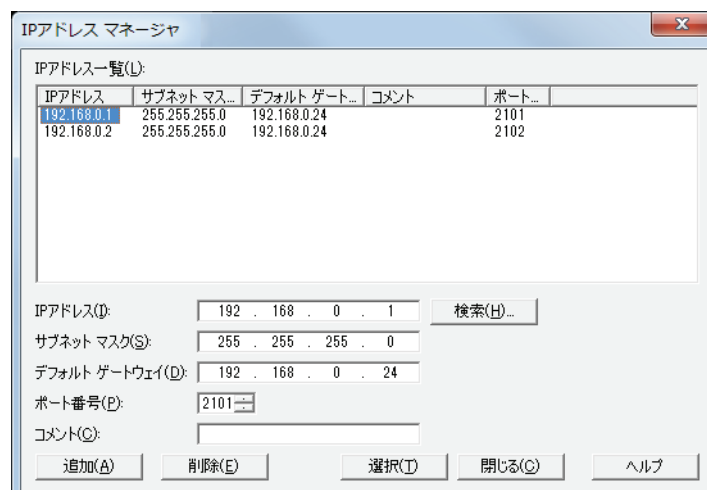 IPアドレス マネージャ
IPアドレス一覧(L):
IPアドレス サブネット マス... デフォルト ゲート... コメント ポート...
192.168.0.1 255.255.255.0 192.168.0.24 2101
192.168.0.2 255.255.255.0 192.168.0.24 2102
IPアドレス(I): 192 . 168 . 0 . 1 検索(H)...
サブネット マスク(S): 255 . 255 . 255 . 0
デフォルト ゲートウェイ(D): 192 . 168 . 0 . 24
ポート番号(P): 2101
コメント(C):
追加(A) 削除(E) 選択(T) 閉じる(C) ヘルプ